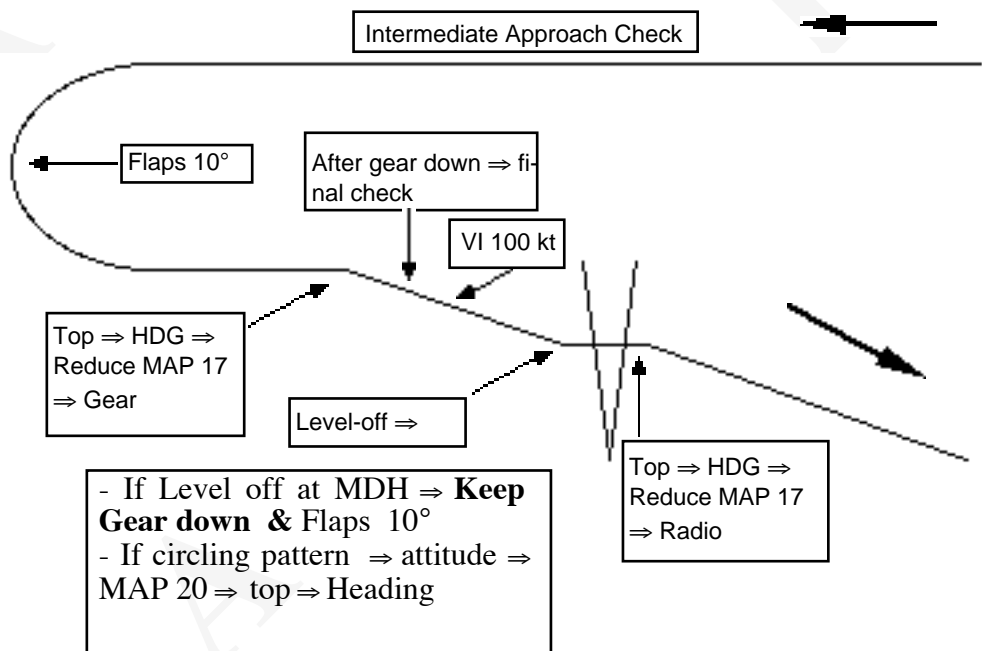 Intermediate Approach Check
Flaps 10°
After gear down ⇒ fi-
nal check
VI 100 kt
Top ⇒ HDG ⇒
Reduce MAP 17
⇒ Gear
Level-off ⇒
Top ⇒ HDG ⇒
Reduce MAP 17
⇒ Radio
- If Level off at MDH ⇒ Keep
Gear down & Flaps 10°
- If circling pattern ⇒ attitude ⇒
MAP 20 ⇒ top ⇒ Heading